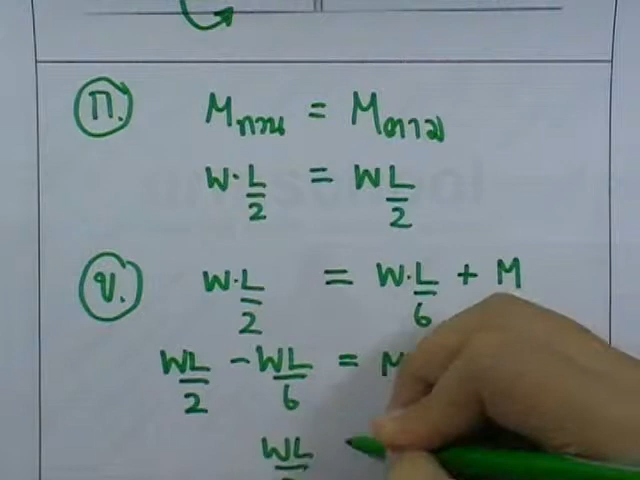 ก. Mทวน = Mตาม
W·L/2 = WL/2
ข. W·L/2 = W·L/6 + M
WL/2 - WL/6 = M
WL